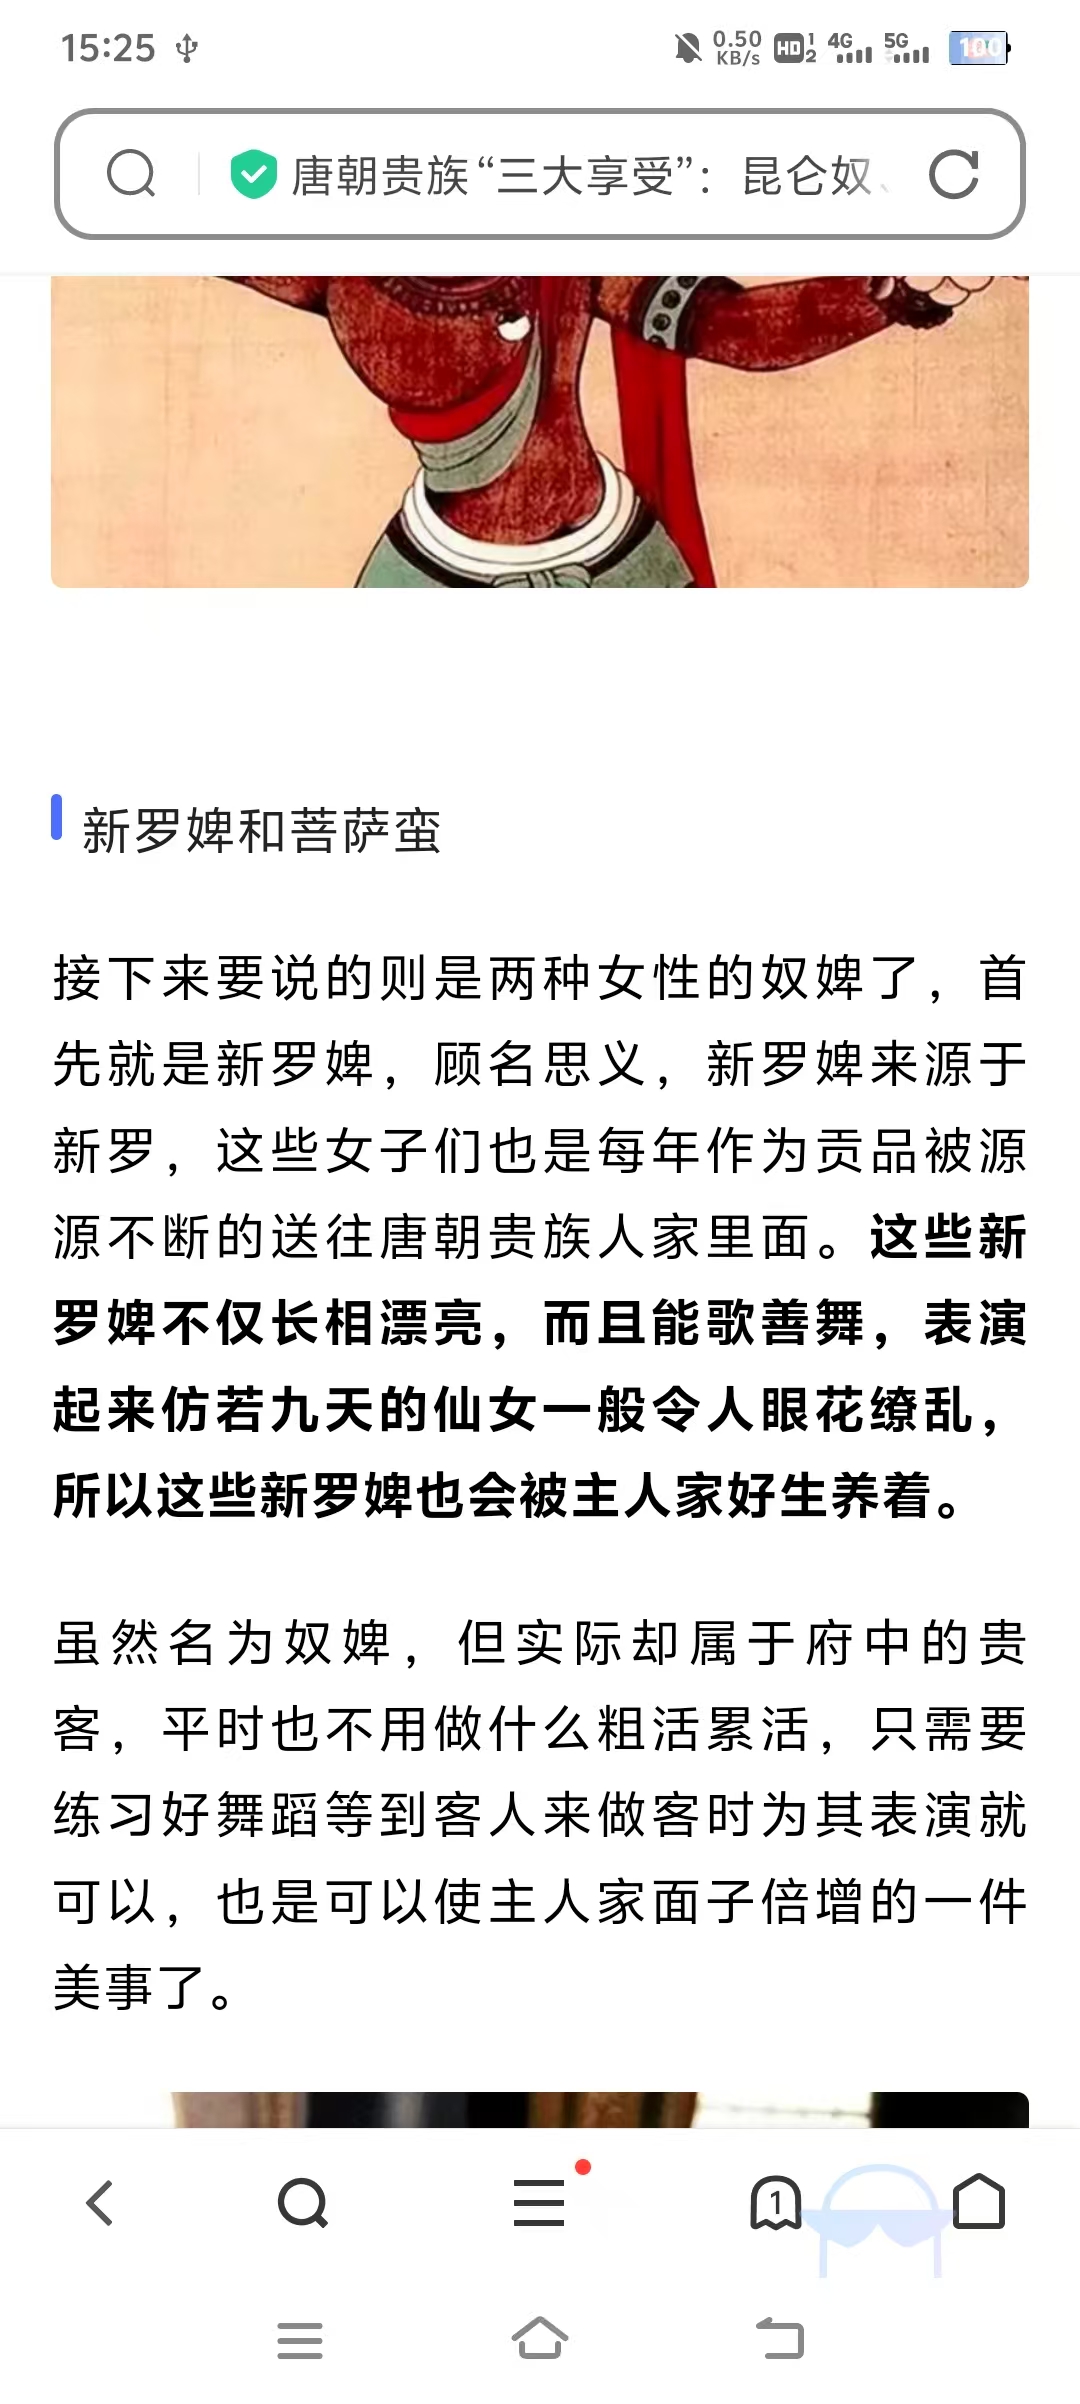 15:25
0.50 KB/s HD 1 2 4G 5G 100
唐朝贵族“三大享受”：昆仑奴、
新罗婢和菩萨蛮
接下来要说的则是两种女性的奴婢了，首
先就是新罗婢，顾名思义，新罗婢来源于
新罗，这些女子们也是每年作为贡品被源
源不断的送往唐朝贵族人家里面。这些新
罗婢不仅长相漂亮，而且能歌善舞，表演
起来仿若九天的仙女一般令人眼花缭乱，
所以这些新罗婢也会被主人家好生养着。
虽然名为奴婢，但实际却属于府中的贵
客，平时也不用做什么粗活累活，只需要
练习好舞蹈等到客人来做客时为其表演就
可以，也是可以使主人家面子倍增的一件
美事了。
1